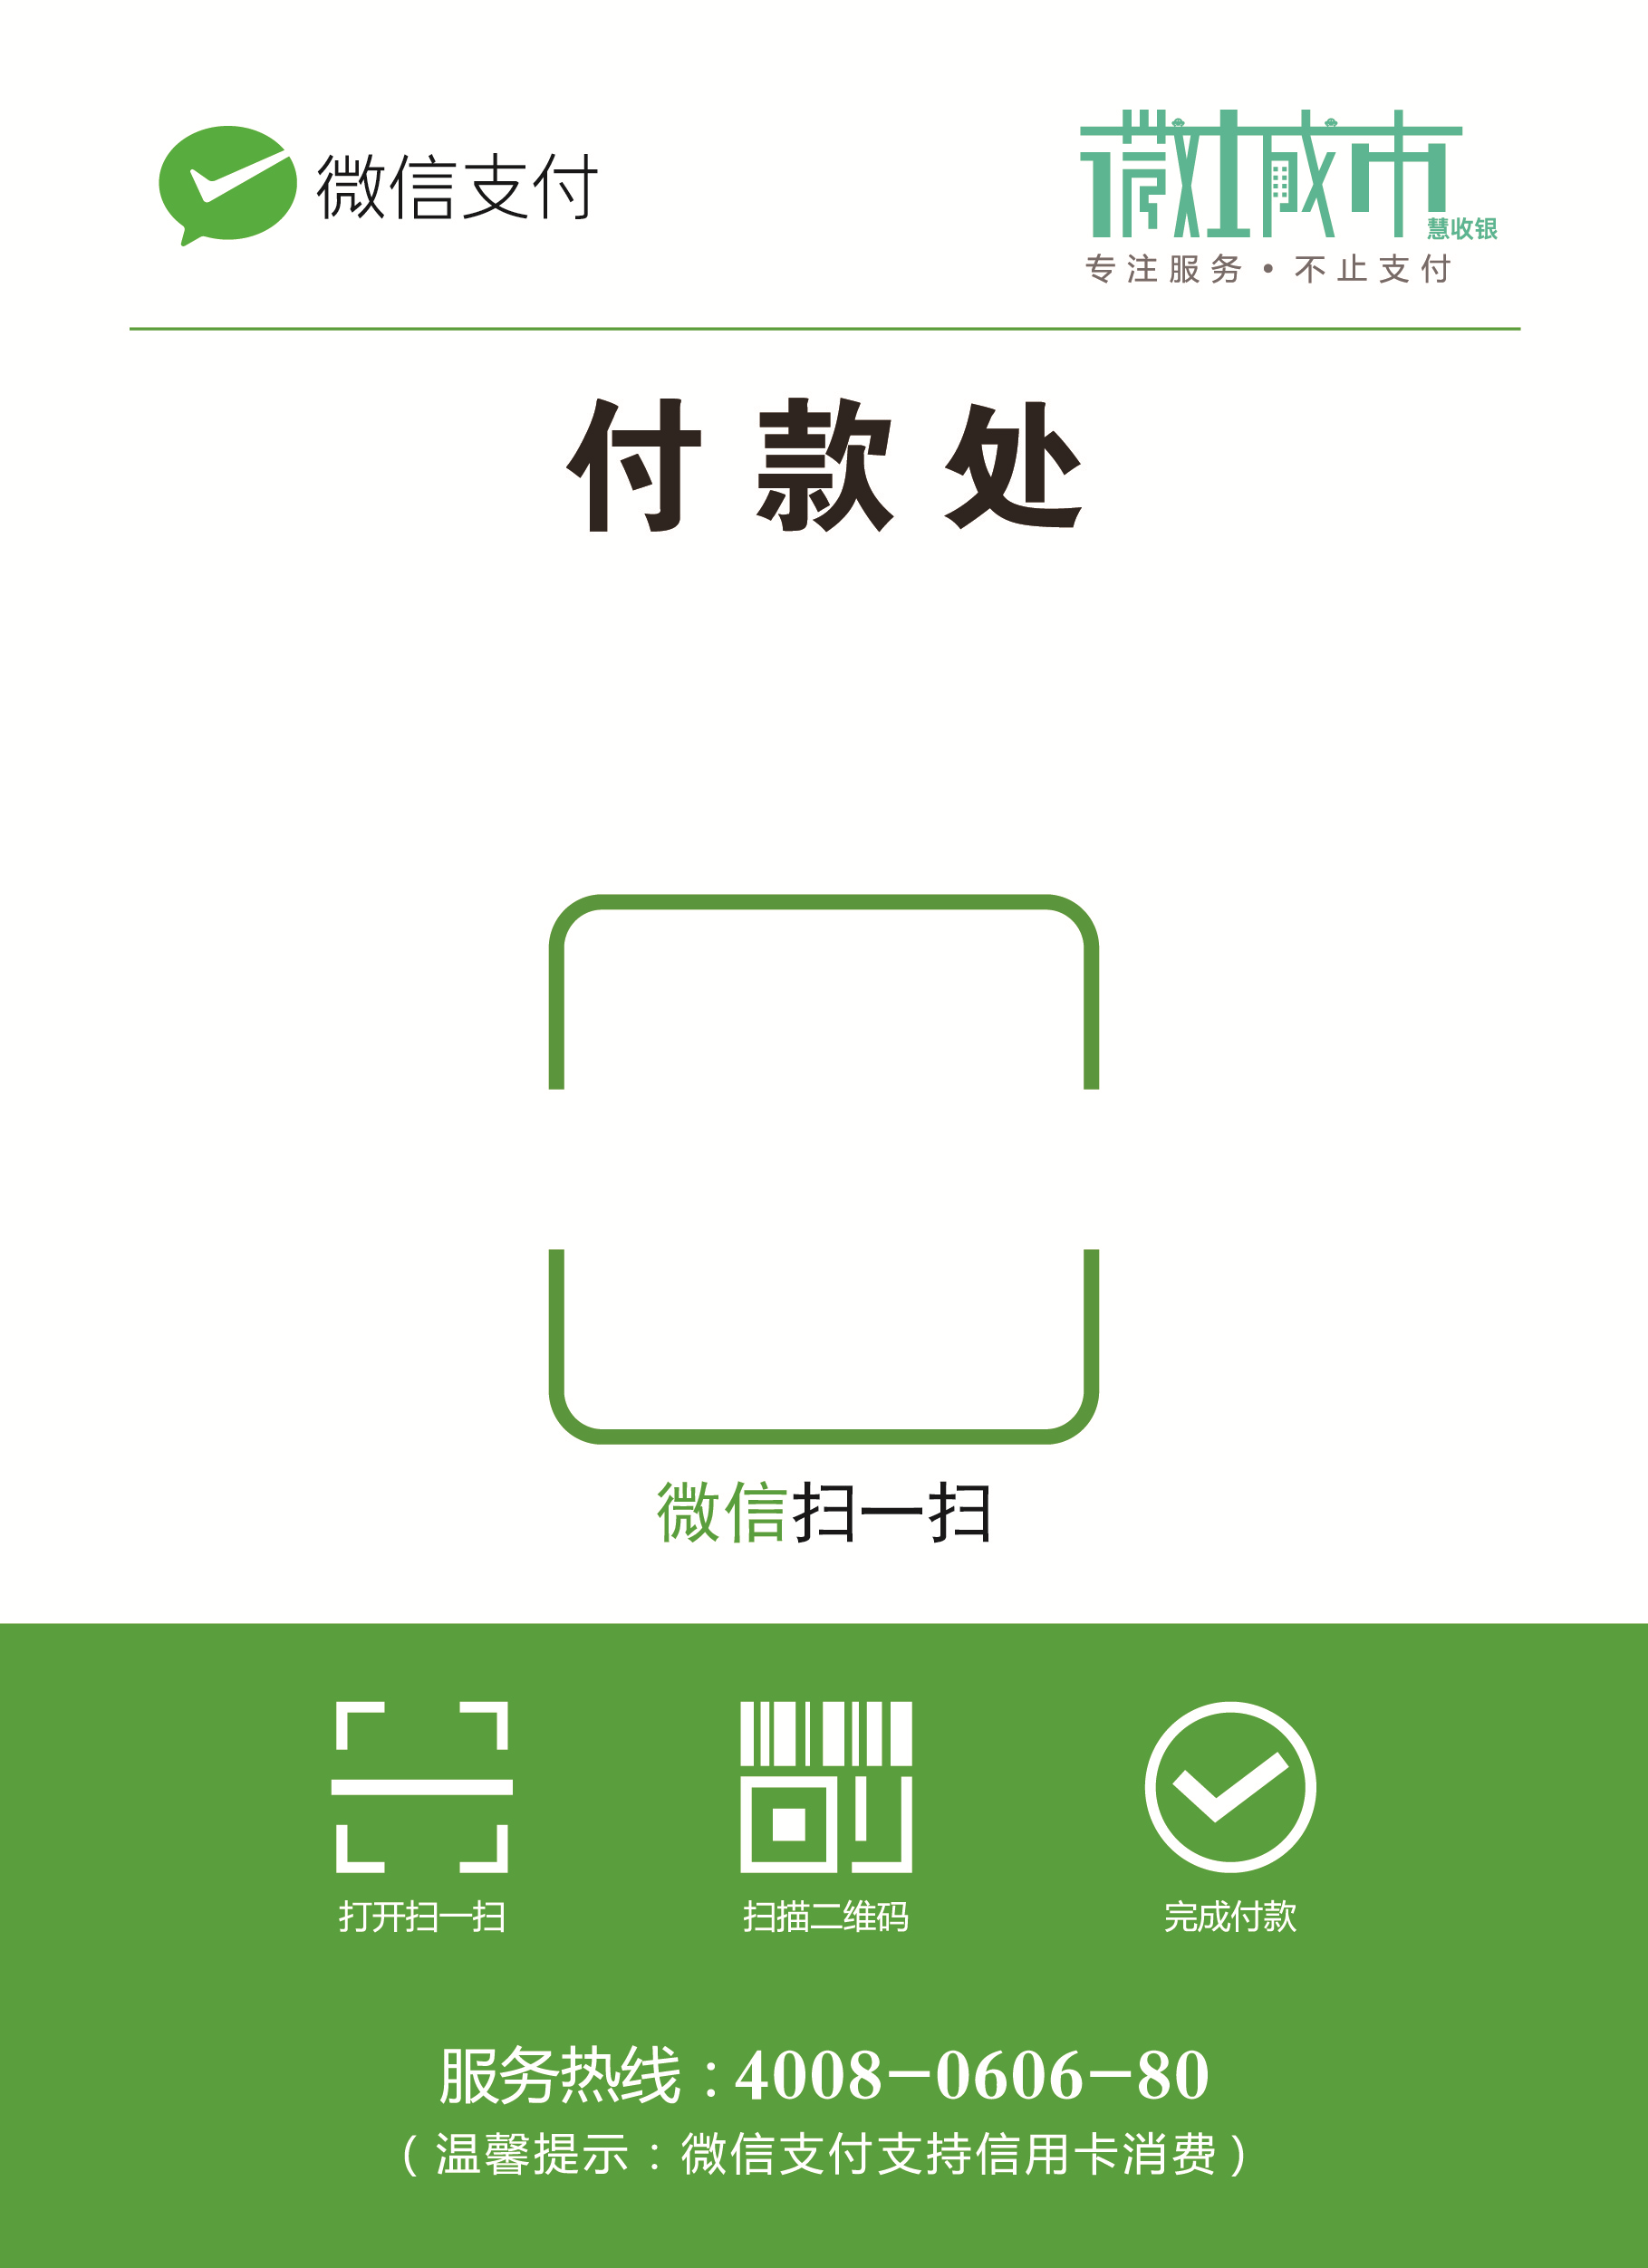 微信支付
微城市
慧收银
专注服务·不止支付
付款处
微信扫一扫
打开扫一扫
扫描二维码
完成付款
服务热线:4008-0606-80
(温馨提示:微信支付支持信用卡消费)